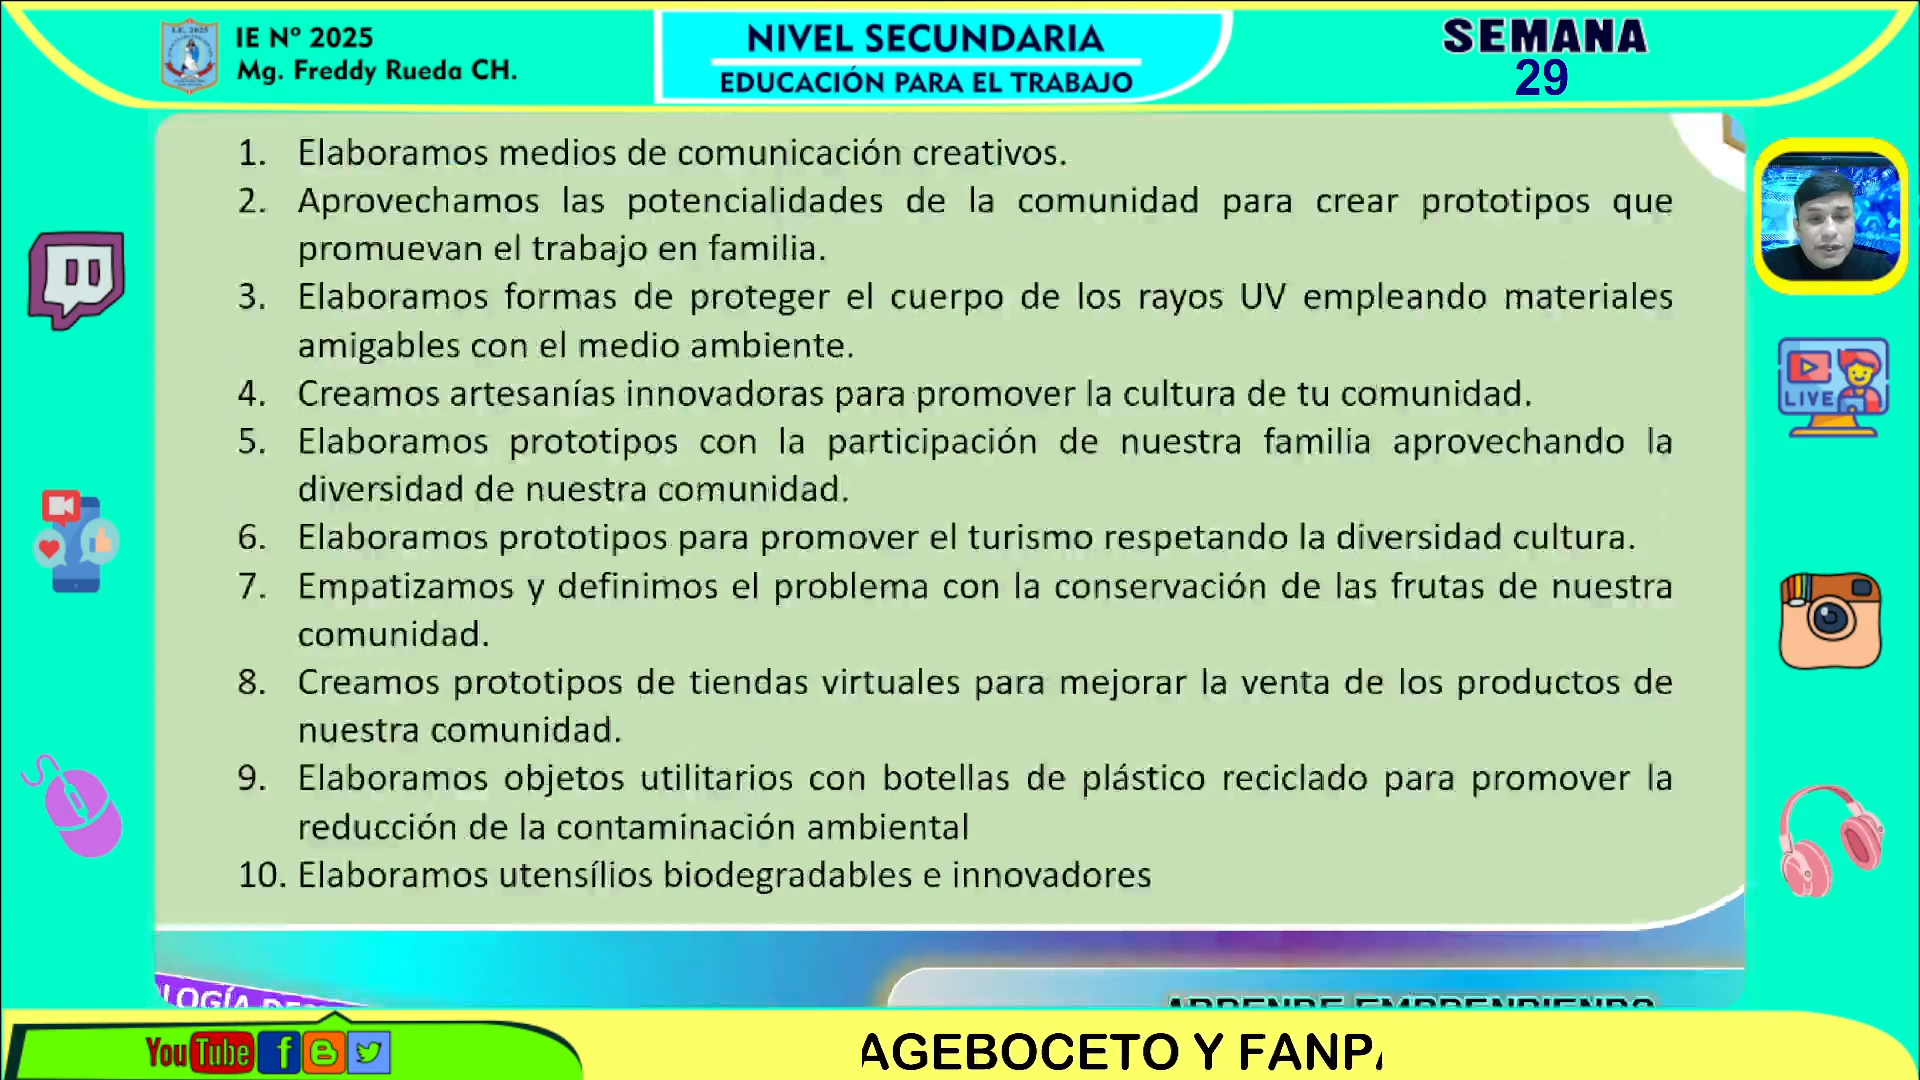 I.E. 2025
IE Nº 2025
Mg. Freddy Rueda CH.
NIVEL SECUNDARIA
EDUCACIÓN PARA EL TRABAJO
SEMANA
29
1. Elaboramos medios de comunicación creativos.
2. Aprovechamos las potencialidades de la comunidad para crear prototipos que
promuevan el trabajo en familia.
3. Elaboramos formas de proteger el cuerpo de los rayos UV empleando materiales
amigables con el medio ambiente.
4. Creamos artesanías innovadoras para promover la cultura de tu comunidad.
5. Elaboramos prototipos con la participación de nuestra familia aprovechando la
diversidad de nuestra comunidad.
6. Elaboramos prototipos para promover el turismo respetando la diversidad cultura.
7. Empatizamos y definimos el problema con la conservación de las frutas de nuestra
comunidad.
8. Creamos prototipos de tiendas virtuales para mejorar la venta de los productos de
nuestra comunidad.
9. Elaboramos objetos utilitarios con botellas de plástico reciclado para promover la
reducción de la contaminación ambiental
10. Elaboramos utensílios biodegradables e innovadores
LIVE
APRENDE EMPRENDIENDO
YouTube
AGEBOCETO Y FANPA